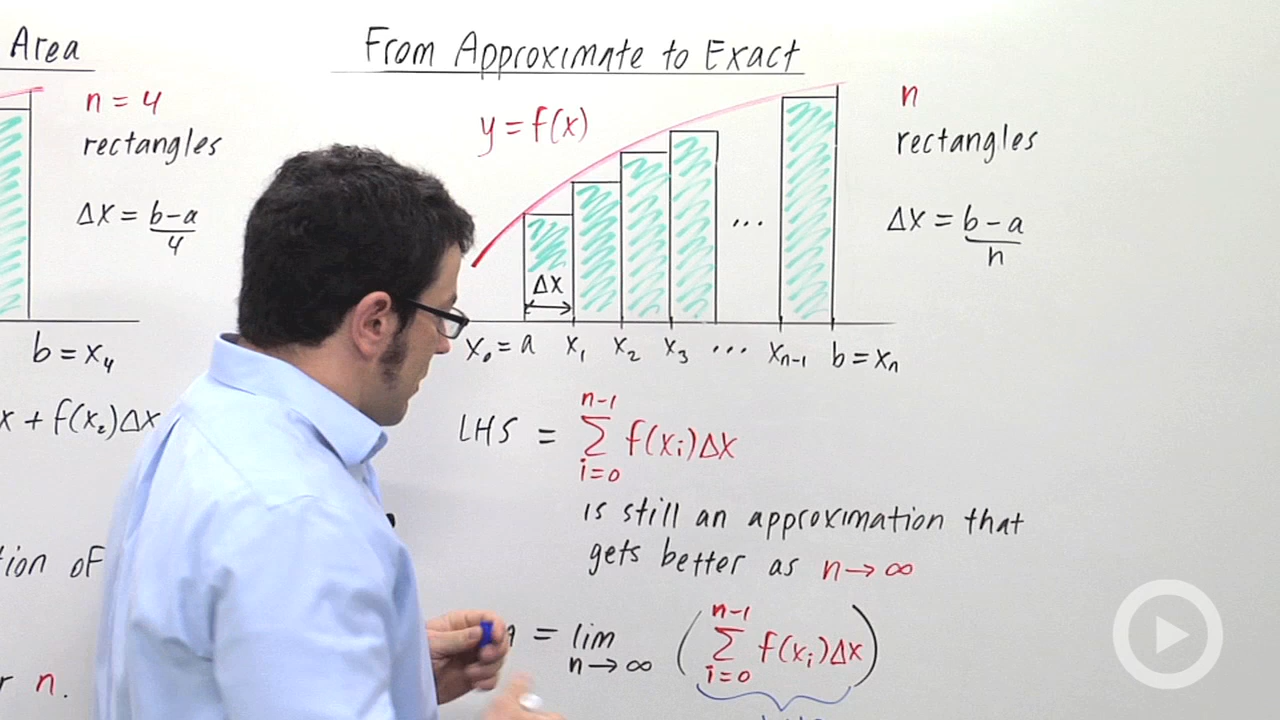 Area
n = 4
rectangles
Δx = b-a/4
b = x₄
x + f(x₂)Δx
tion of
r n.
From Approximate to Exact
y = f(x)
n
rectangles
Δx = b-a/n
...
Δx
x₀ = a x₁ x₂ x₃ ... xₙ₋₁ b = xₙ
LHS = n-1 Σ i=0 f(xᵢ)Δx
is still an approximation that
gets better as n→∞
= lim n→∞ ( n-1 Σ i=0 f(xᵢ)Δx )